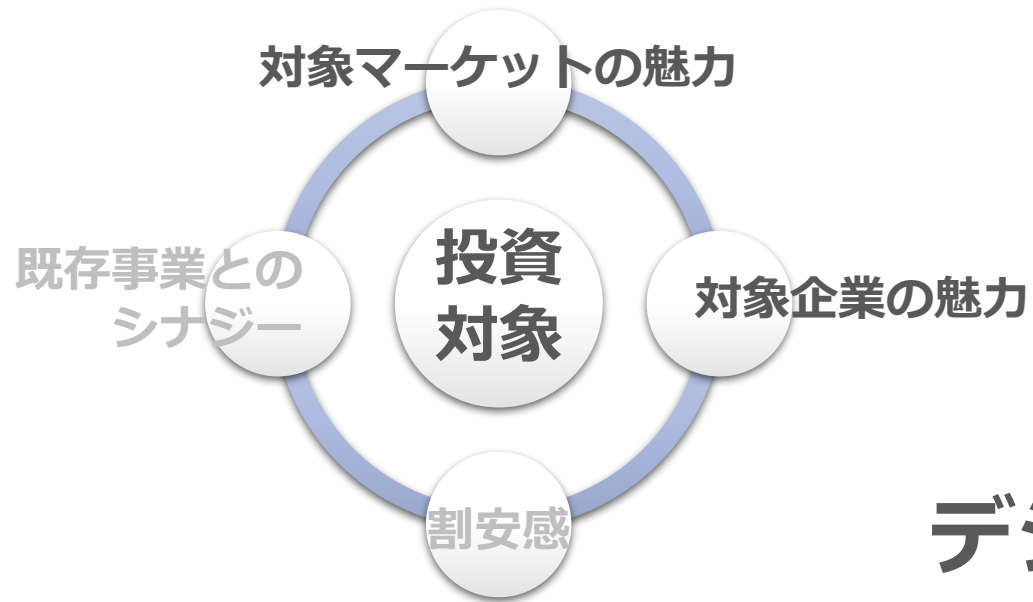 対象マーケットの魅力
投資
対象
既存事業との
シナジー
対象企業の魅力
割安感
デジ